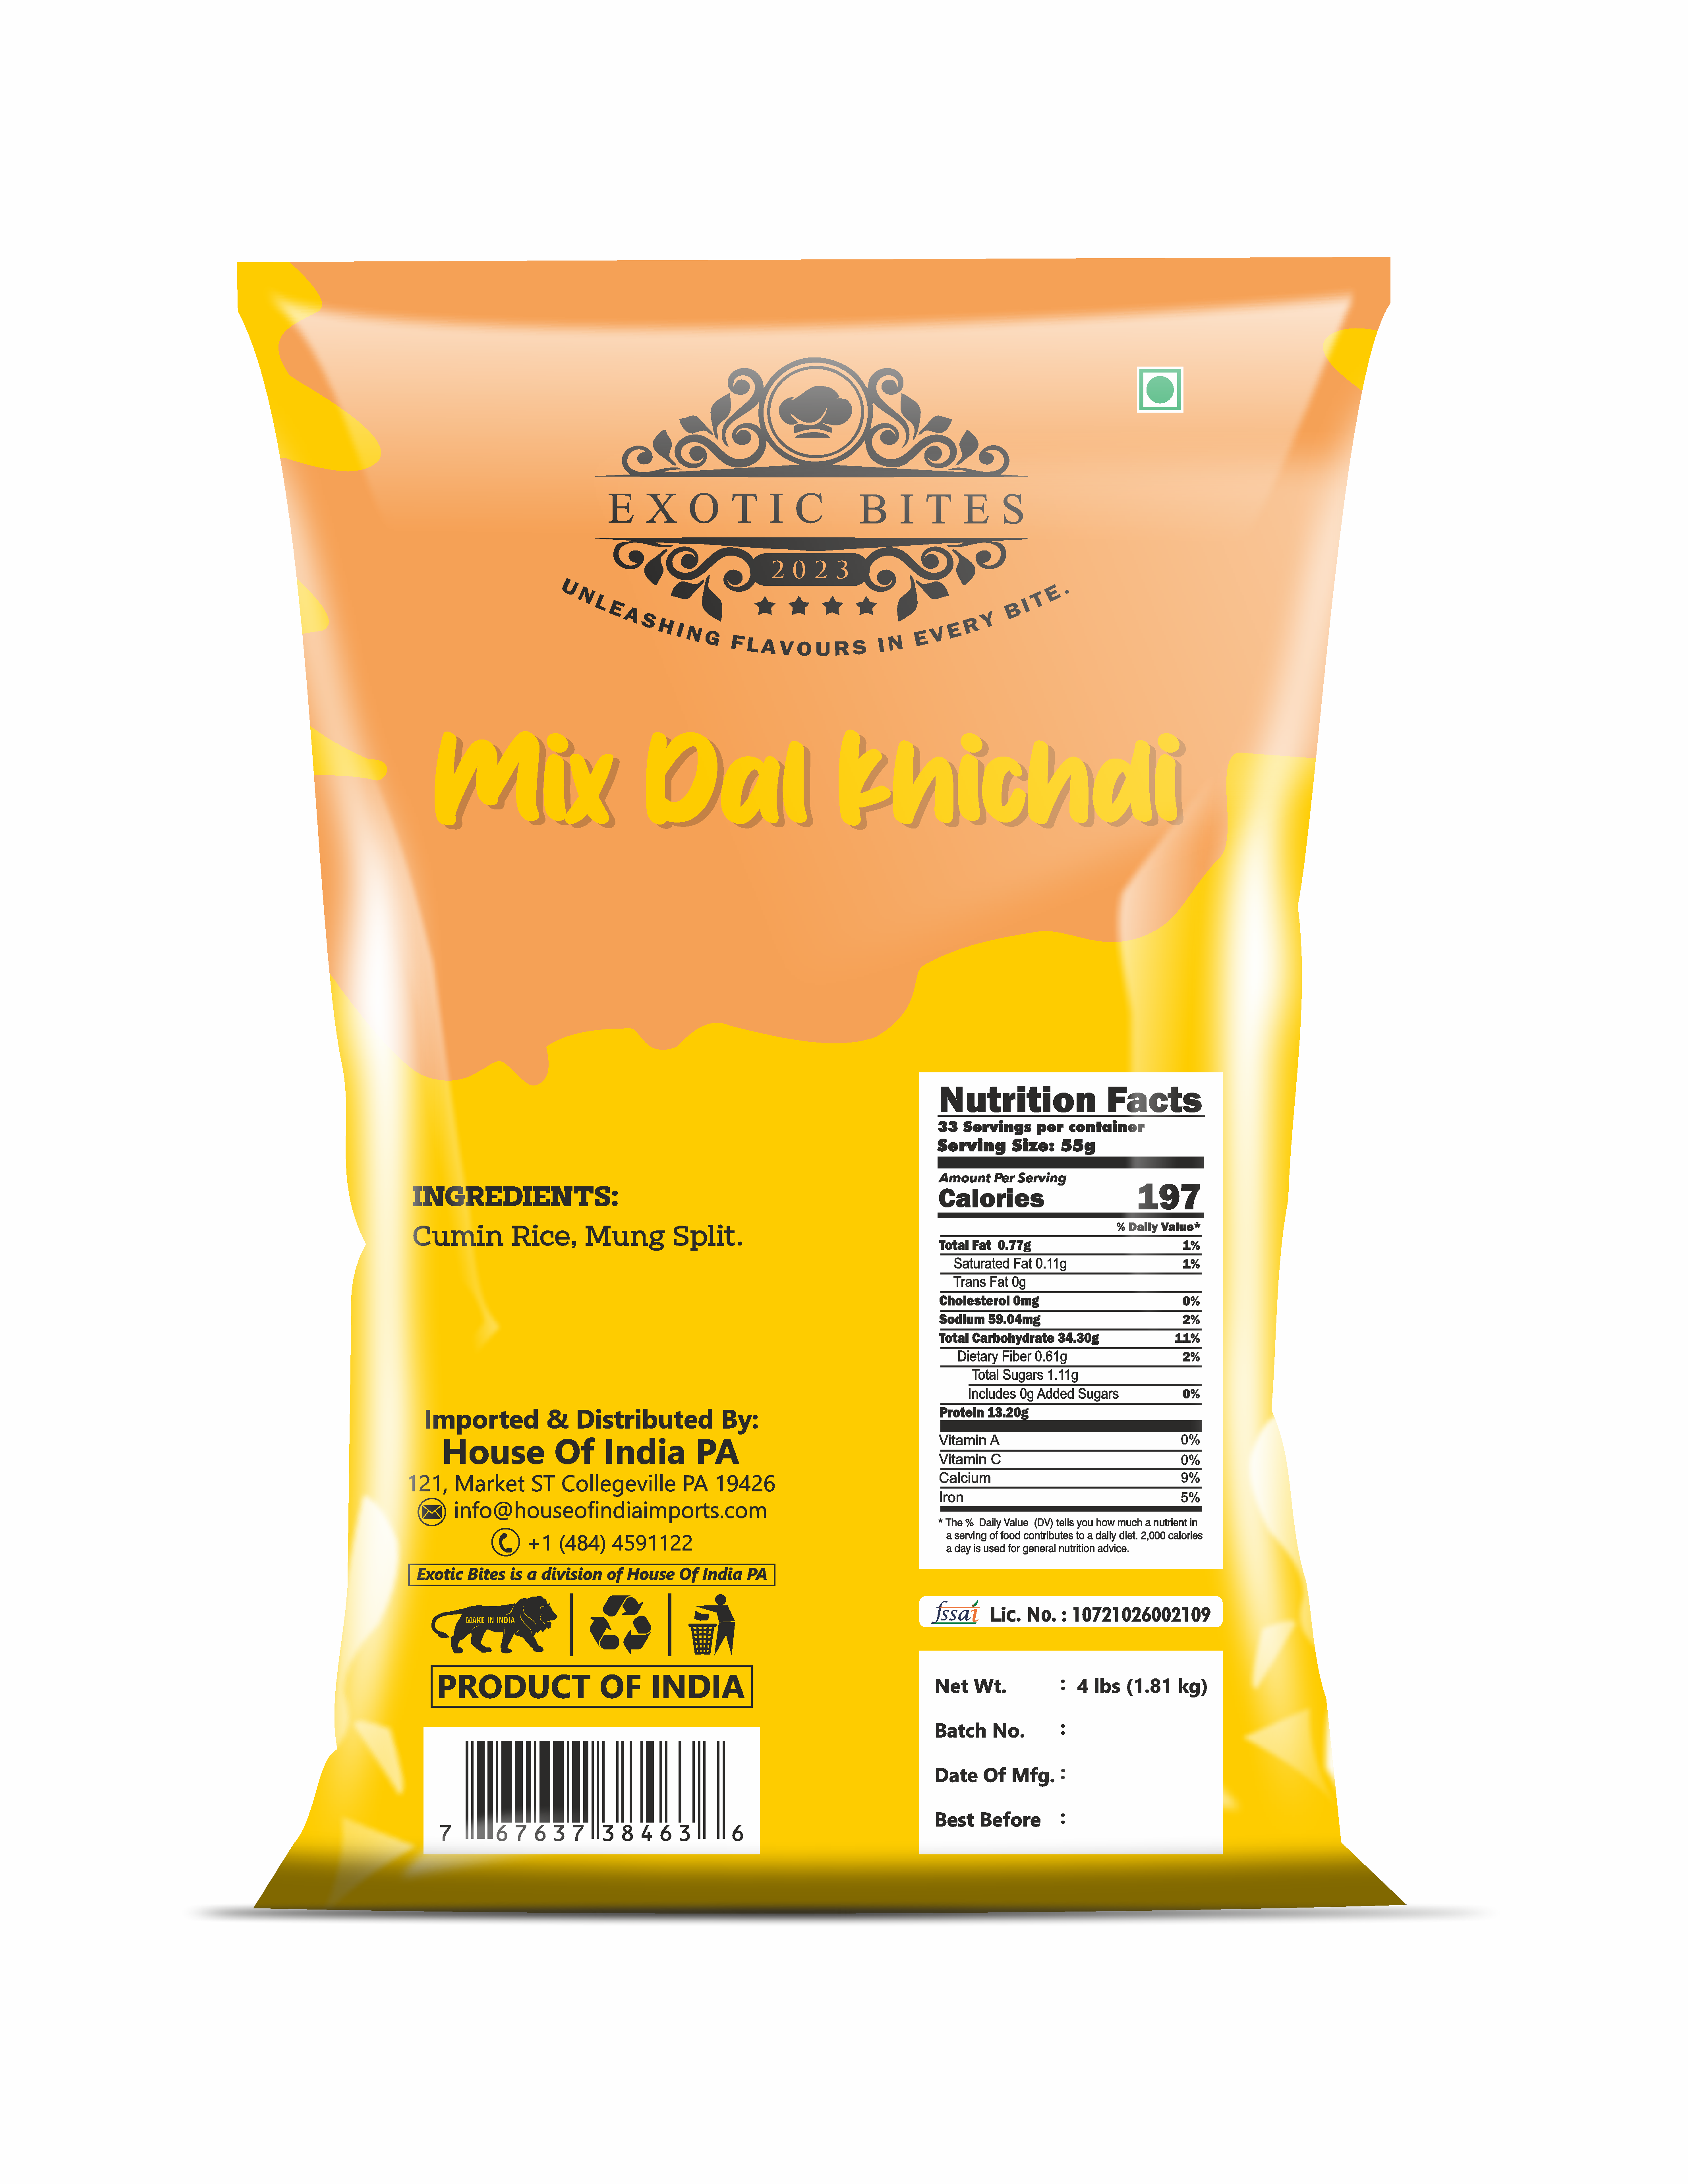 EXOTIC BITES
2023
UNLEASHING FLAVOURS IN EVERY BITE.
Mix Dal Khichdi
INGREDIENTS:
Cumin Rice, Mung Split.
Imported & Distributed By:
House Of India PA
121, Market ST Collegeville PA 19426
info@houseofindiaimports.com
+1 (484) 4591122
Exotic Bites is a division of House Of India PA
MAKE IN INDIA
PRODUCT OF INDIA
7 67637 38463 6
Nutrition Facts
33 Servings per container
Serving Size: 55g
Amount Per Serving
Calories 197
% Daily Value*
Total Fat 0.77g 1%
Saturated Fat 0.11g 1%
Trans Fat 0g
Cholesterol 0mg 0%
Sodium 59.04mg 2%
Total Carbohydrate 34.30g 11%
Dietary Fiber 0.61g 2%
Total Sugars 1.11g
Includes 0g Added Sugars 0%
Protein 13.20g
Vitamin A 0%
Vitamin C 0%
Calcium 9%
Iron 5%
* The % Daily Value (DV) tells you how much a nutrient in
a serving of food contributes to a daily diet. 2,000 calories
a day is used for general nutrition advice.
fssai Lic. No. : 10721026002109
Net Wt. : 4 lbs (1.81 kg)
Batch No. :
Date Of Mfg. :
Best Before :